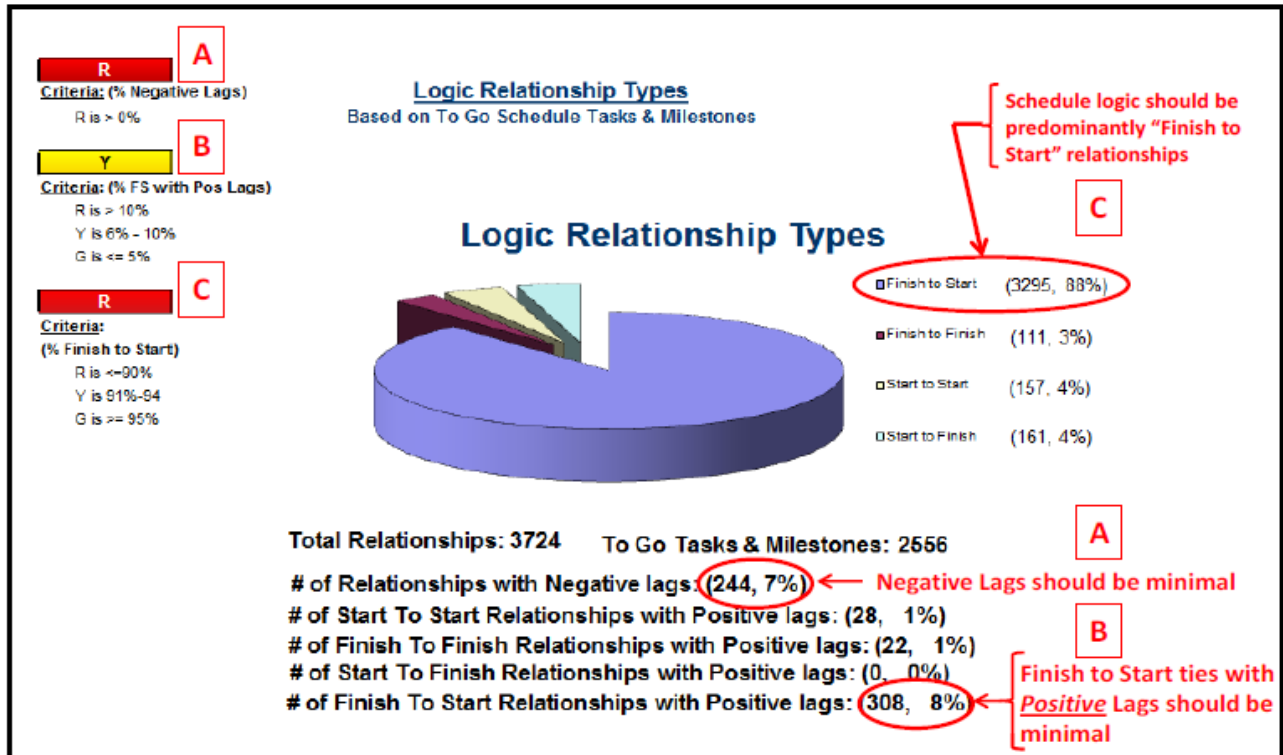 A
R
Criteria: (% Negative Lags)
R is > 0%
B
Y
Criteria: (% FS with Pos Lags)
R is > 10%
Y is 6% - 10%
G is <= 5%
C
R
Criteria:
(% Finish to Start)
R is <=90%
Y is 91%-94
G is >= 95%
Logic Relationship Types
Based on To Go Schedule Tasks & Milestones
Schedule logic should be
predominantly “Finish to
Start” relationships
C
Logic Relationship Types
Finish to Start (3295, 88%)
Finish to Finish (111, 3%)
Start to Start (157, 4%)
Start to Finish (161, 4%)
Total Relationships: 3724 To Go Tasks & Milestones: 2556
A
# of Relationships with Negative lags: (244, 7%) Negative Lags should be minimal
# of Start To Start Relationships with Positive lags: (28, 1%)
# of Finish To Finish Relationships with Positive lags: (22, 1%)
# of Start To Finish Relationships with Positive lags: (0, 0%)
# of Finish To Start Relationships with Positive lags: (308, 8%)
B
Finish to Start ties with
Positive Lags should be
minimal